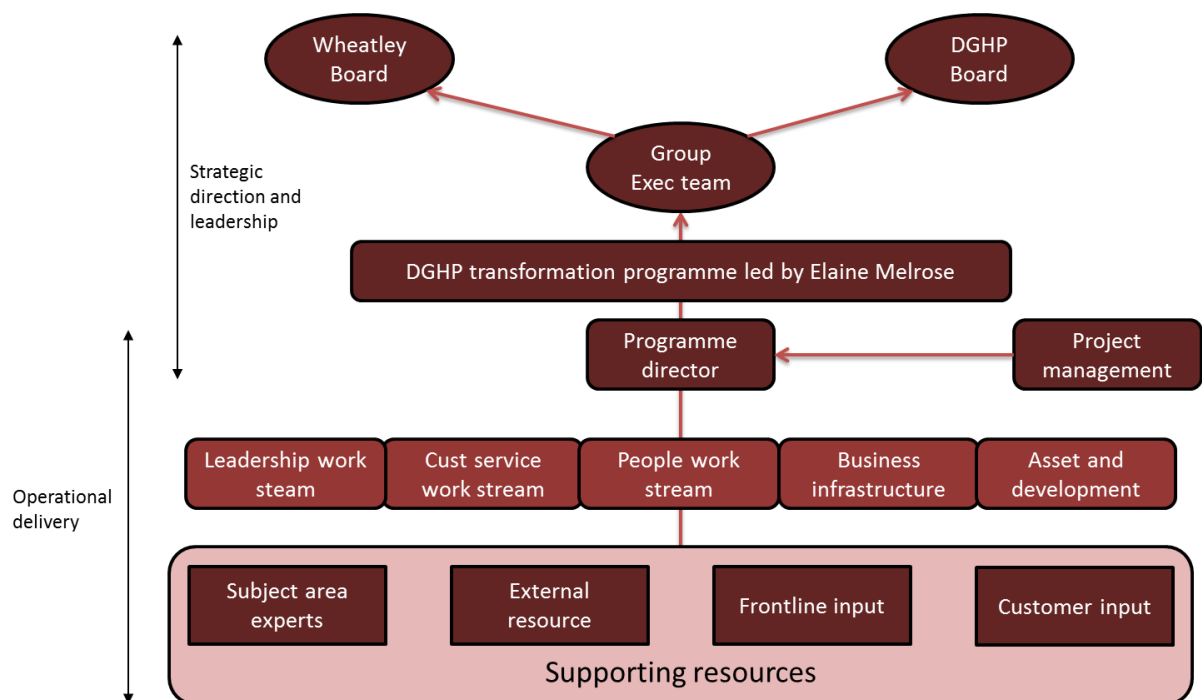 Wheatley
Board
DGHP
Board
Group
Exec team
Strategic
direction and
leadership
DGHP transformation programme led by Elaine Melrose
Programme
director
Project
management
Leadership work
steam
Cust service
work stream
People work
stream
Business
infrastructure
Asset and
development
Operational
delivery
Subject area
experts
External
resource
Frontline input
Customer input
Supporting resources